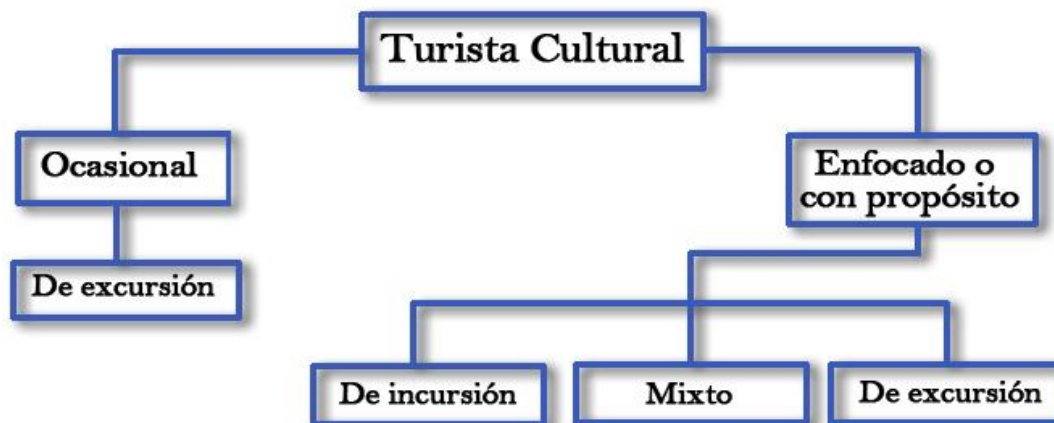 Turista Cultural
Ocasional
Enfocado o
con propósito
De excursión
De incursión
Mixto
De excursión